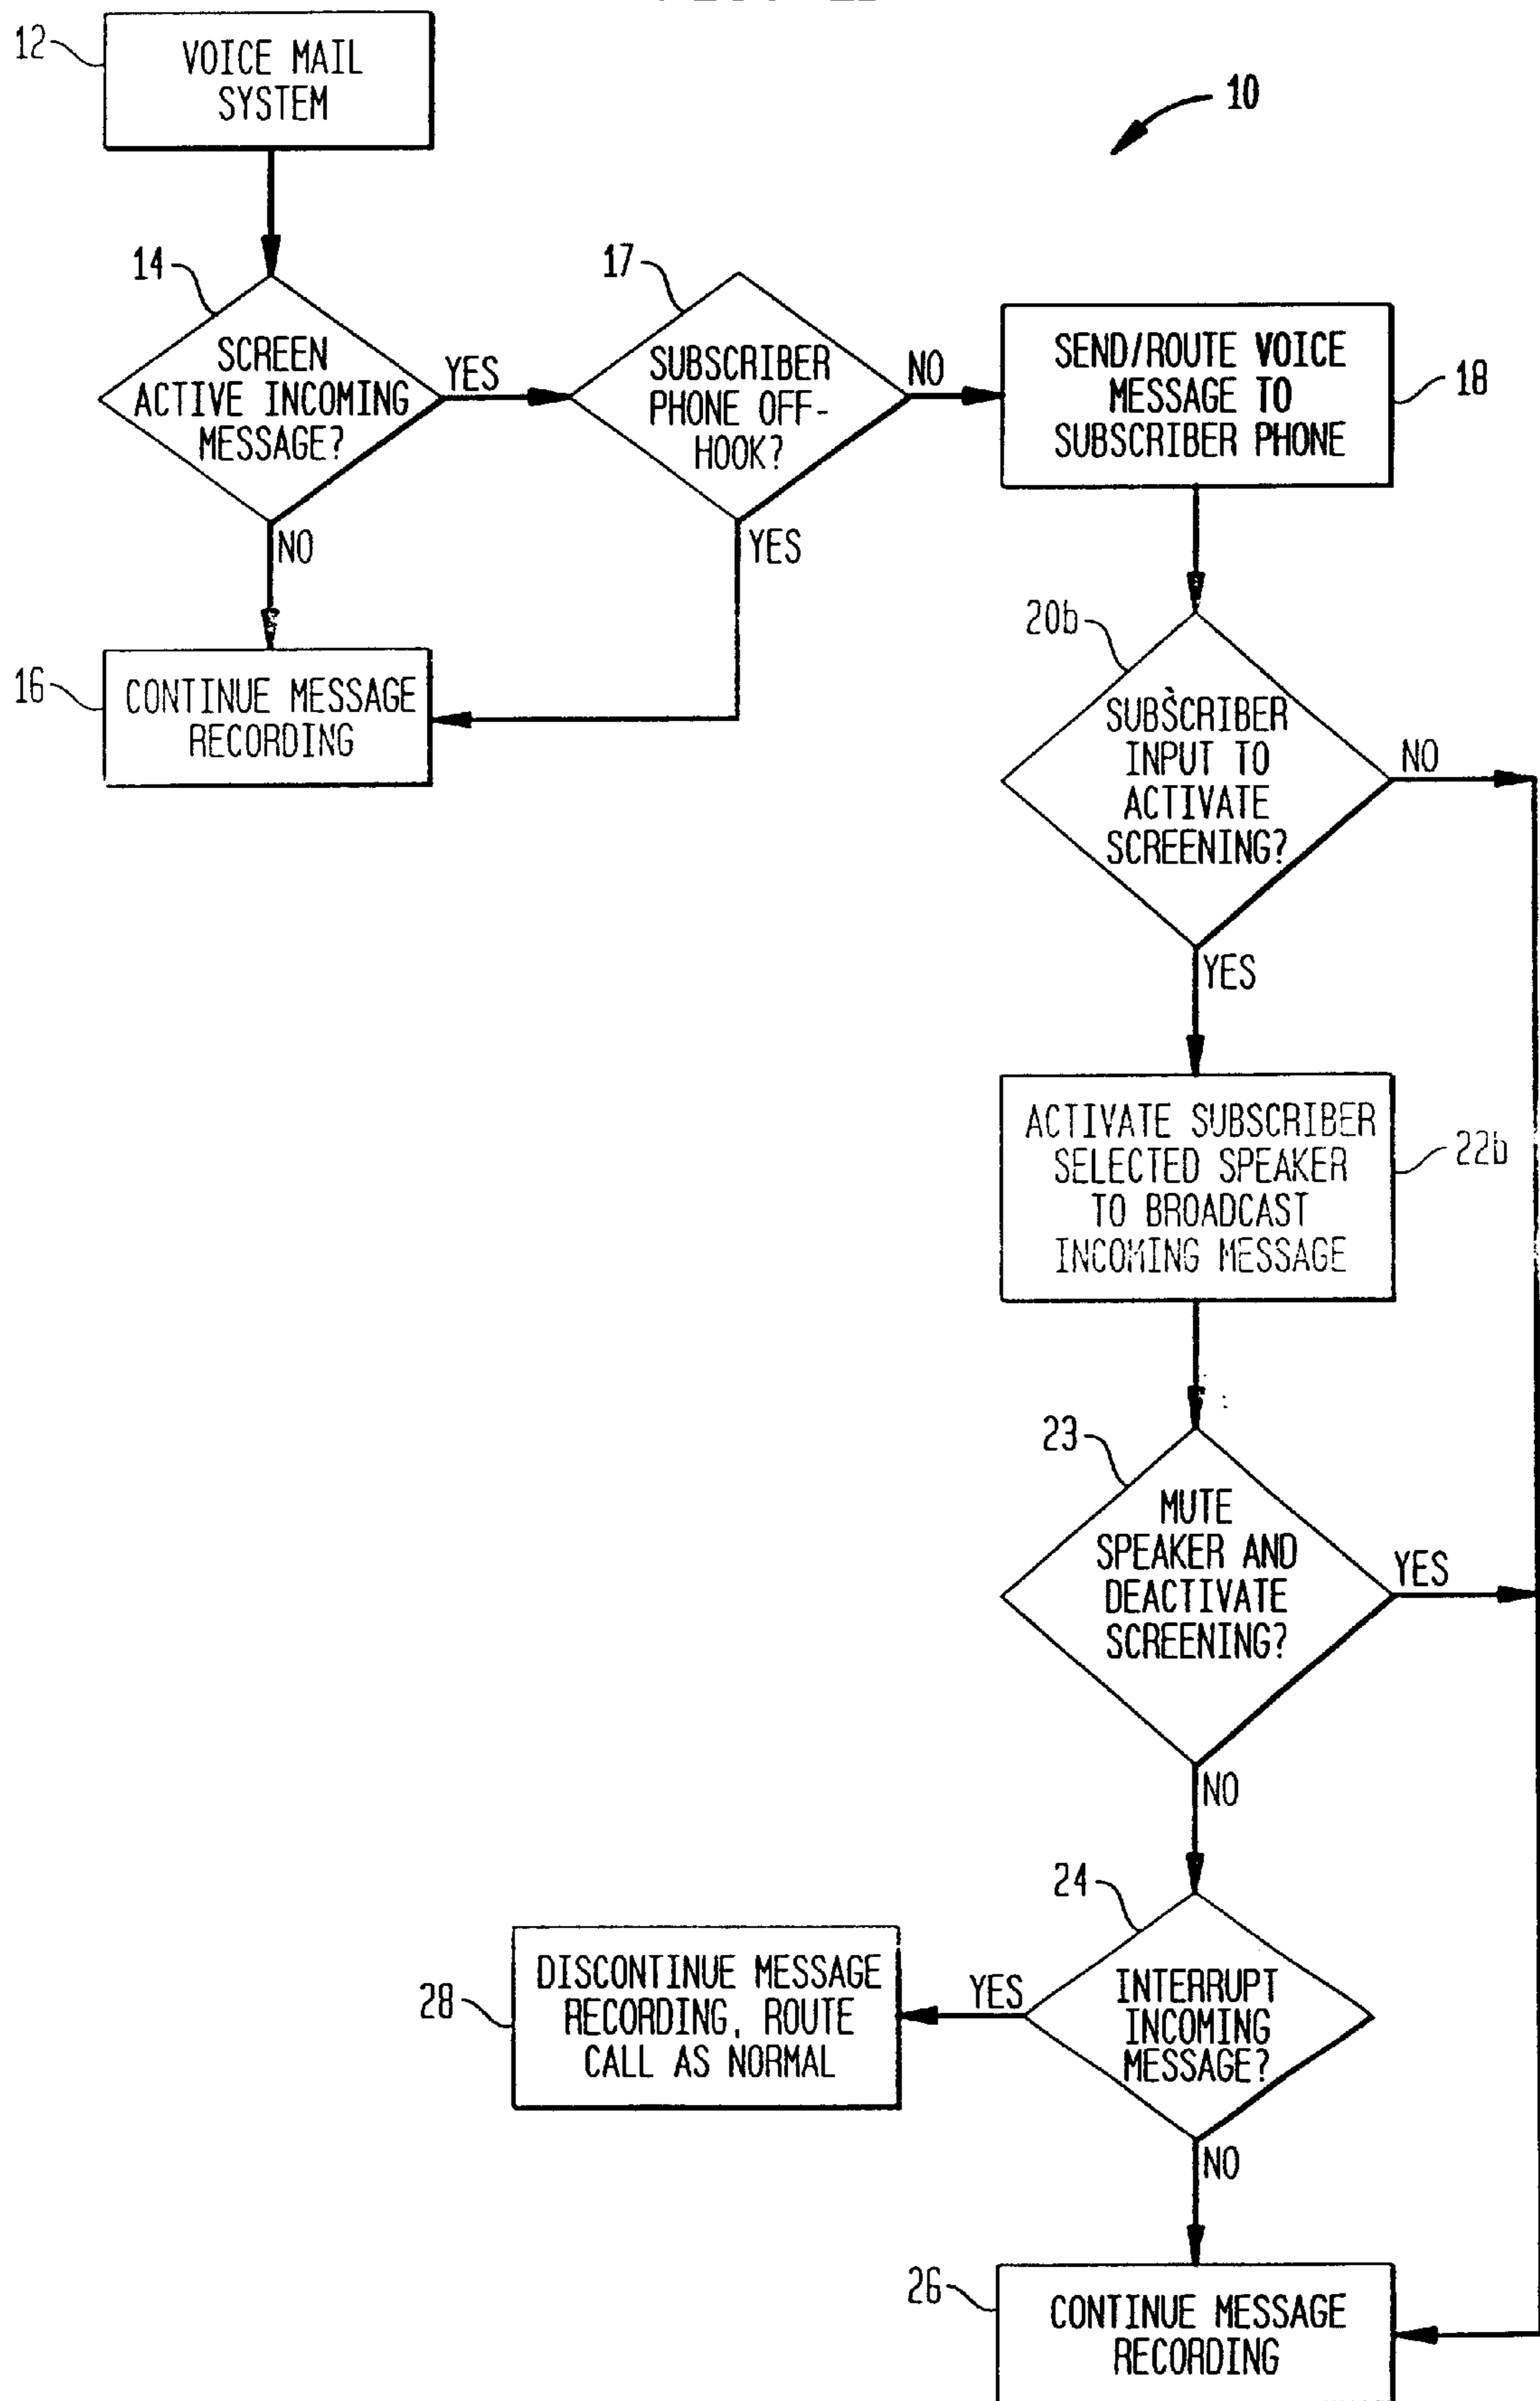 12
VOICE MAIL
SYSTEM
10
14
SCREEN
ACTIVE INCOMING
MESSAGE?
YES
NO
17
SUBSCRIBER
PHONE OFF-
HOOK?
NO
YES
SEND/ROUTE VOICE
MESSAGE TO
SUBSCRIBER PHONE
18
16
CONTINUE MESSAGE
RECORDING
20b
SUBSCRIBER
INPUT TO
ACTIVATE
SCREENING?
NO
YES
ACTIVATE SUBSCRIBER
SELECTED SPEAKER
TO BROADCAST
INCOMING MESSAGE
22b
23
MUTE
SPEAKER AND
DEACTIVATE
SCREENING?
YES
NO
24
INTERRUPT
INCOMING
MESSAGE?
YES
NO
28
DISCONTINUE MESSAGE
RECORDING, ROUTE
CALL AS NORMAL
26
CONTINUE MESSAGE
RECORDING